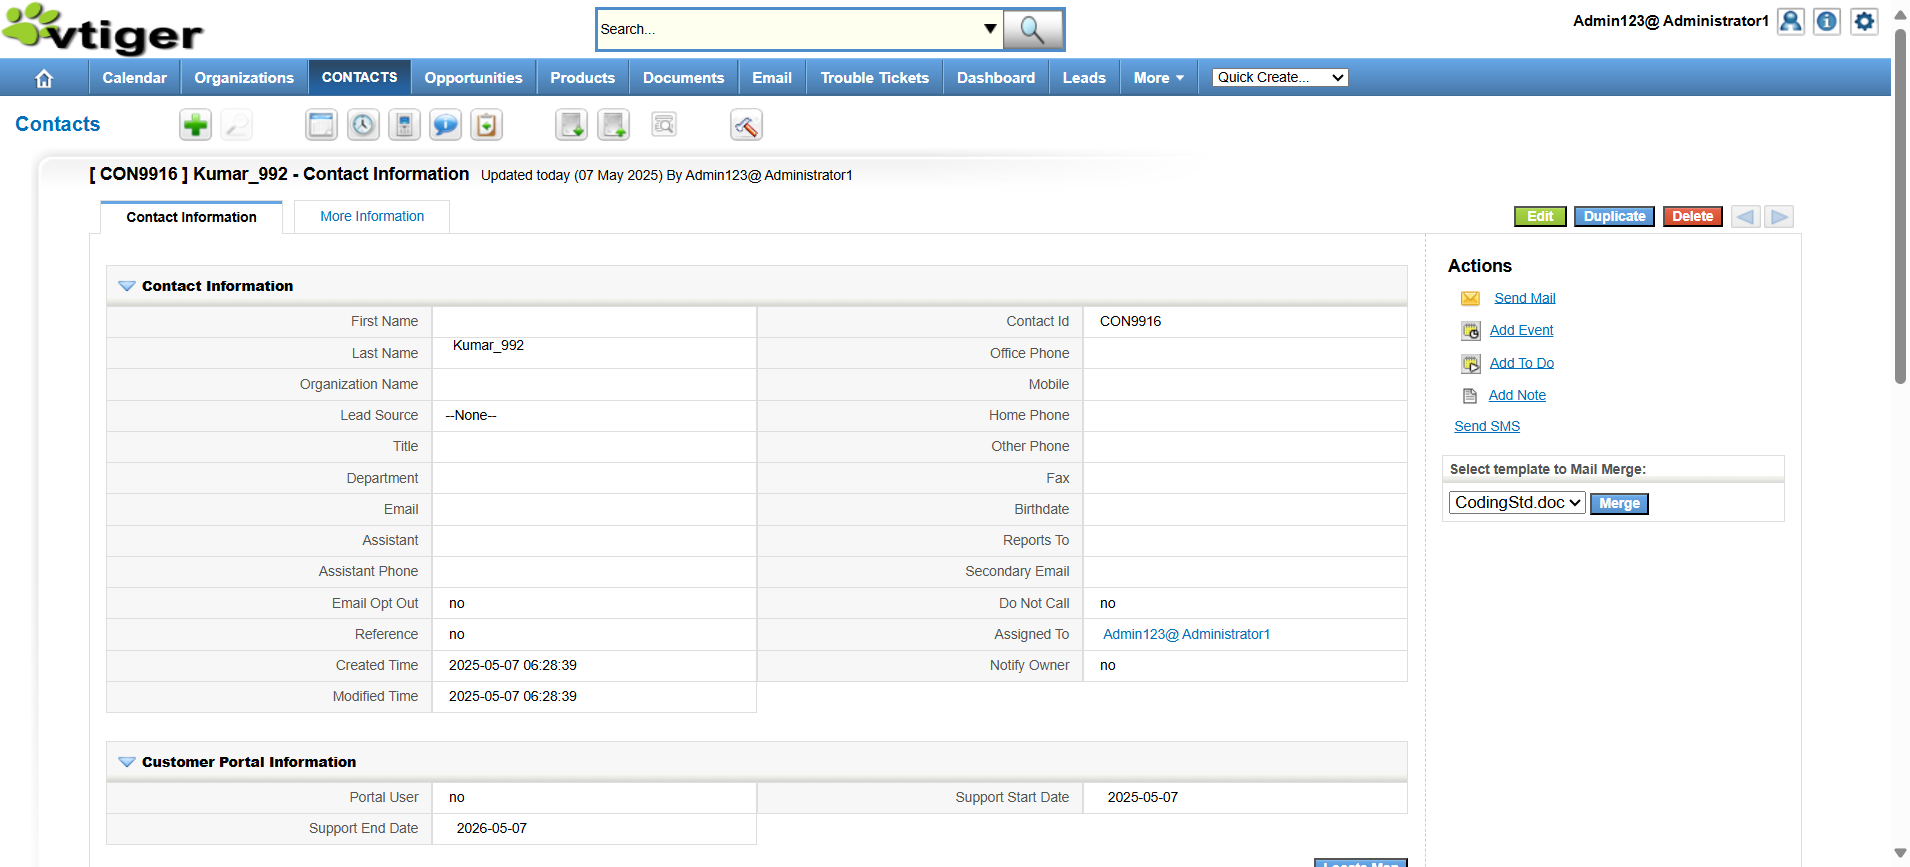 vtiger
Search...
Admin123@ Administrator1
Calendar Organizations CONTACTS Opportunities Products Documents Email Trouble Tickets Dashboard Leads More Quick Create...
Contacts
[ CON9916 ] Kumar_992 - Contact Information Updated today (07 May 2025) By Admin123@ Administrator1
Contact Information More Information
Edit Duplicate Delete
Contact Information
First Name Contact Id CON9916
Last Name Kumar_992 Office Phone
Organization Name Mobile
Lead Source --None-- Home Phone
Title Other Phone
Department Fax
Email Birthdate
Assistant Reports To
Assistant Phone Secondary Email
Email Opt Out no Do Not Call no
Reference no Assigned To Admin123@ Administrator1
Created Time 2025-05-07 06:28:39 Notify Owner no
Modified Time 2025-05-07 06:28:39
Customer Portal Information
Portal User no Support Start Date 2025-05-07
Support End Date 2026-05-07
Locate Map
Actions
Send Mail
Add Event
Add To Do
Add Note
Send SMS
Select template to Mail Merge:
CodingStd.doc Merge